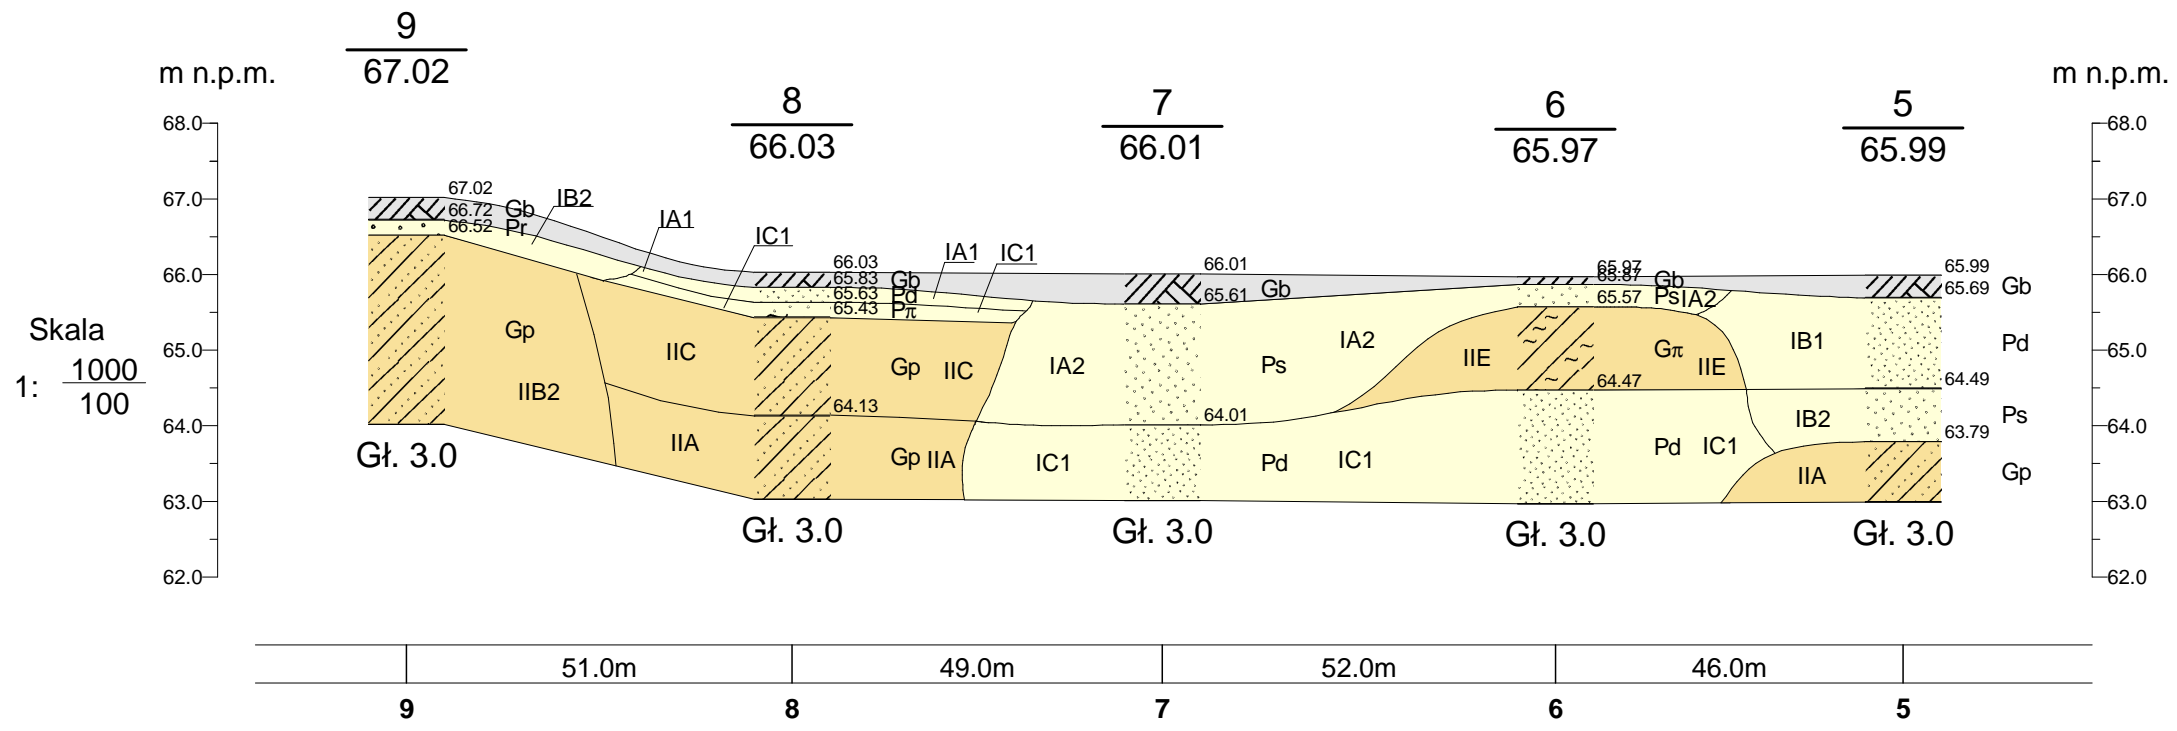 9
67.02
m n.p.m.
m n.p.m.
8
66.03
7
66.01
6
65.97
5
65.99
68.0
68.0
67.0
67.0
66.0
66.0
65.0
65.0
64.0
64.0
63.0
63.0
62.0
62.0
Skala
1: 1000
100
67.02
66.72 Gb
66.52 Pr
IB2
IA1
IC1
66.03
65.83 Gb
65.63 Pd
65.43 Pπ
IA1
IC1
66.01
65.61 Gb
65.97
65.87 Gb
65.57 Ps IA2
65.99
65.69 Gb
Gp
IIB2
IIC
Gp IIC
IA2
Ps
IA2
IIE
Gπ
IIE
IB1
Pd
64.13
64.01
64.47
64.49
IIA
Gp IIA
IC1
Pd
IC1
Pd
IC1
IB2
Ps
63.79
IIA
Gp
Gł. 3.0
Gł. 3.0
Gł. 3.0
Gł. 3.0
Gł. 3.0
51.0m
49.0m
52.0m
46.0m
9
8
7
6
5